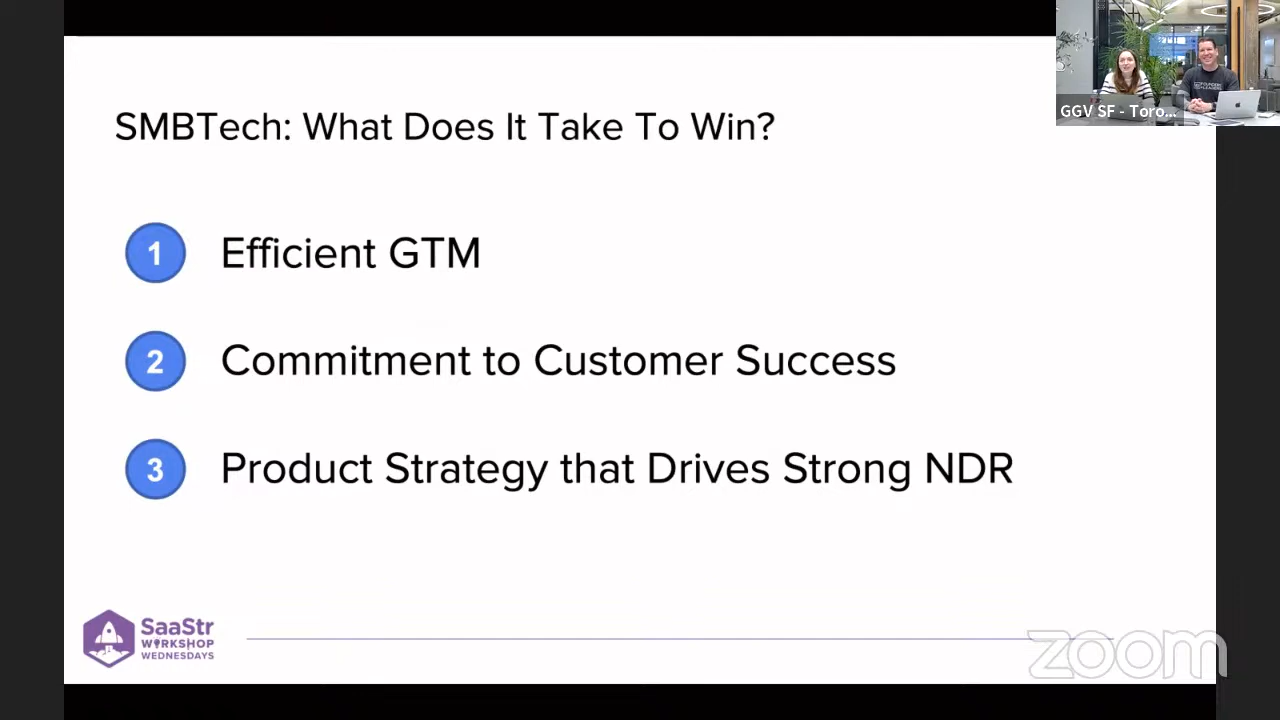 SMBTech: What Does It Take To Win?
GGV SF - Toro...
1 Efficient GTM
2 Commitment to Customer Success
3 Product Strategy that Drives Strong NDR
SaaStr
WORKSHOP
WEDNESDAYS
zoom